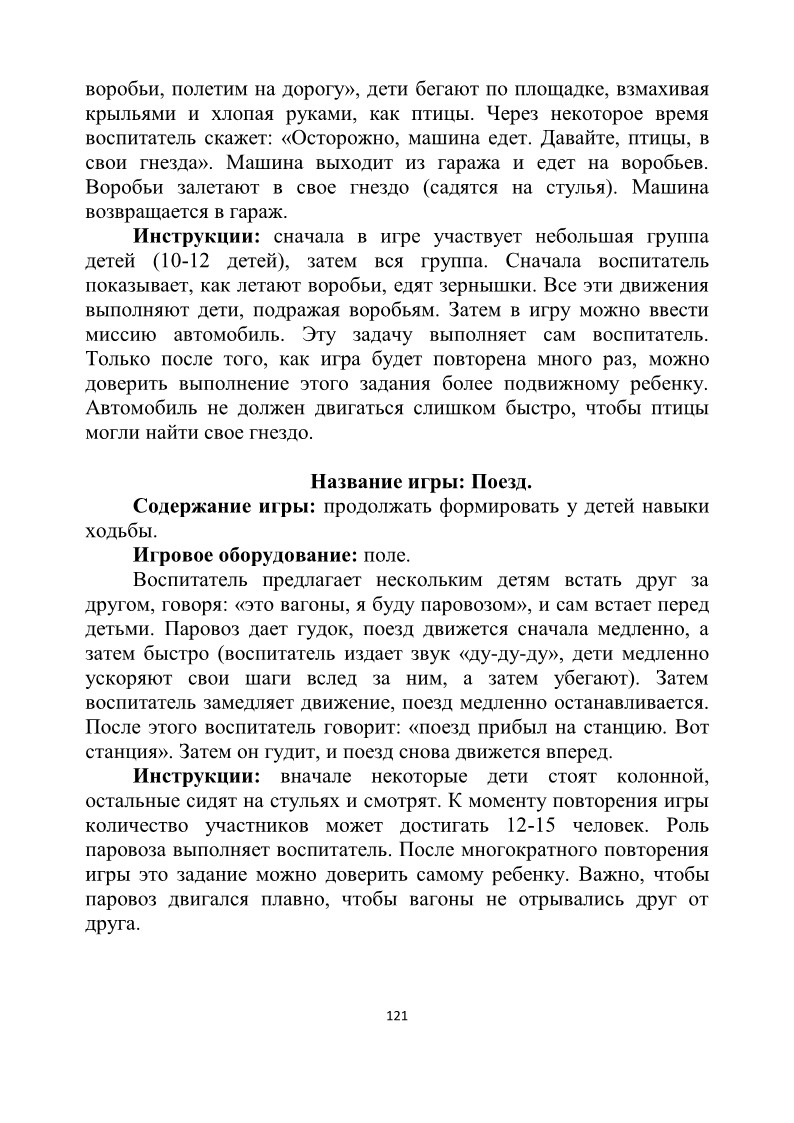 воробьи, полетим на дорогу», дети бегают по площадке, взмахивая
крыльями и хлопая руками, как птицы. Через некоторое время
воспитатель скажет: «Осторожно, машина едет. Давайте, птицы, в
свои гнезда». Машина выходит из гаража и едет на воробьев.
Воробьи залетают в свое гнездо (садятся на стулья). Машина
возвращается в гараж.
Инструкции: сначала в игре участвует небольшая группа
детей (10-12 детей), затем вся группа. Сначала воспитатель
показывает, как летают воробьи, едят зернышки. Все эти движения
выполняют дети, подражая воробьям. Затем в игру можно ввести
миссию автомобиль. Эту задачу выполняет сам воспитатель.
Только после того, как игра будет повторена много раз, можно
доверить выполнение этого задания более подвижному ребенку.
Автомобиль не должен двигаться слишком быстро, чтобы птицы
могли найти свое гнездо.
Название игры: Поезд.
Содержание игры: продолжать формировать у детей навыки
ходьбы.
Игровое оборудование: поле.
Воспитатель предлагает нескольким детям встать друг за
другом, говоря: «это вагоны, я буду паровозом», и сам встает перед
детьми. Паровоз дает гудок, поезд движется сначала медленно, а
затем быстро (воспитатель издает звук «ду-ду-ду», дети медленно
ускоряют свои шаги вслед за ним, а затем убегают). Затем
воспитатель замедляет движение, поезд медленно останавливается.
После этого воспитатель говорит: «поезд прибыл на станцию. Вот
станция». Затем он гудит, и поезд снова движется вперед.
Инструкции: вначале некоторые дети стоят колонной,
остальные сидят на стульях и смотрят. К моменту повторения игры
количество участников может достигать 12-15 человек. Роль
паровоза выполняет воспитатель. После многократного повторения
игры это задание можно доверить самому ребенку. Важно, чтобы
паровоз двигался плавно, чтобы вагоны не отрывались друг от
друга.
121